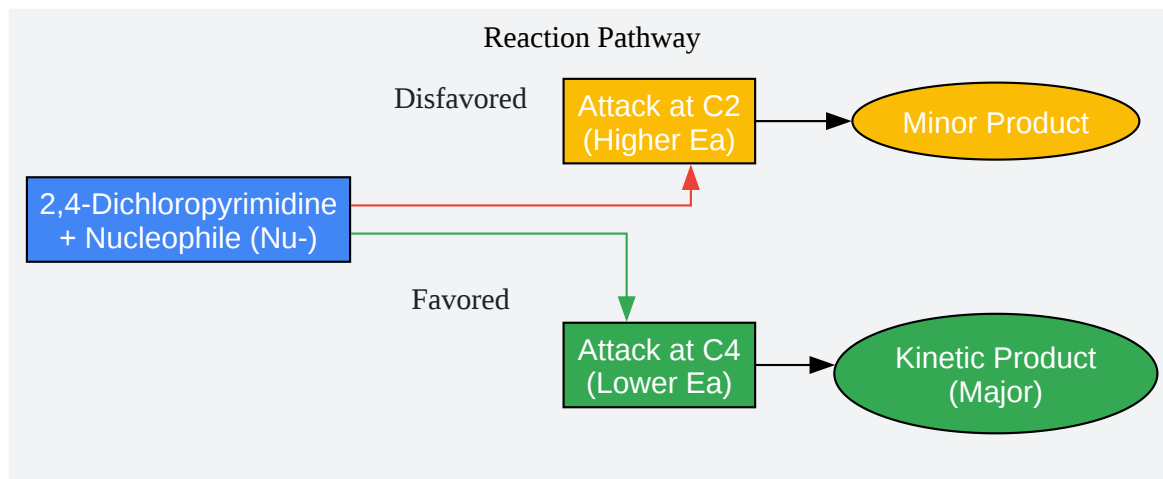 Reaction Pathway
Disfavored
Attack at C2
(Higher Ea)
Minor Product
2,4-Dichloropyrimidine
+ Nucleophile (Nu-)
Favored
Attack at C4
(Lower Ea)
Kinetic Product
(Major)